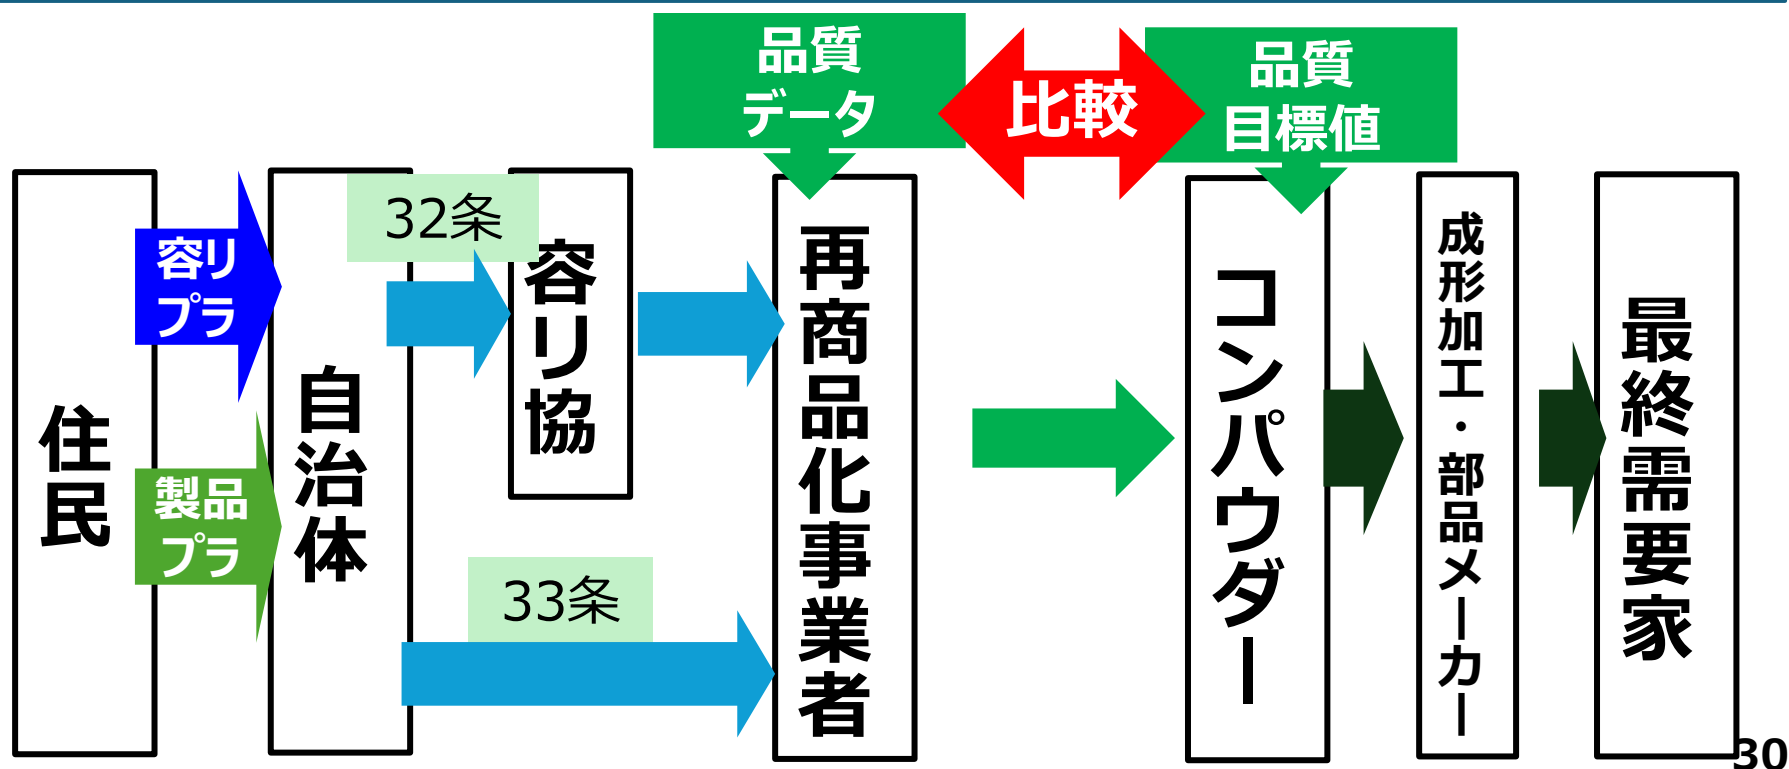 品質
データ
比較
品質
目標値
住民
容リ
プラ
製品
プラ
自治体
32条
容リ協
33条
再商品化事業者
コンパウダー
成形加工・部品メーカー
最終需要家
30